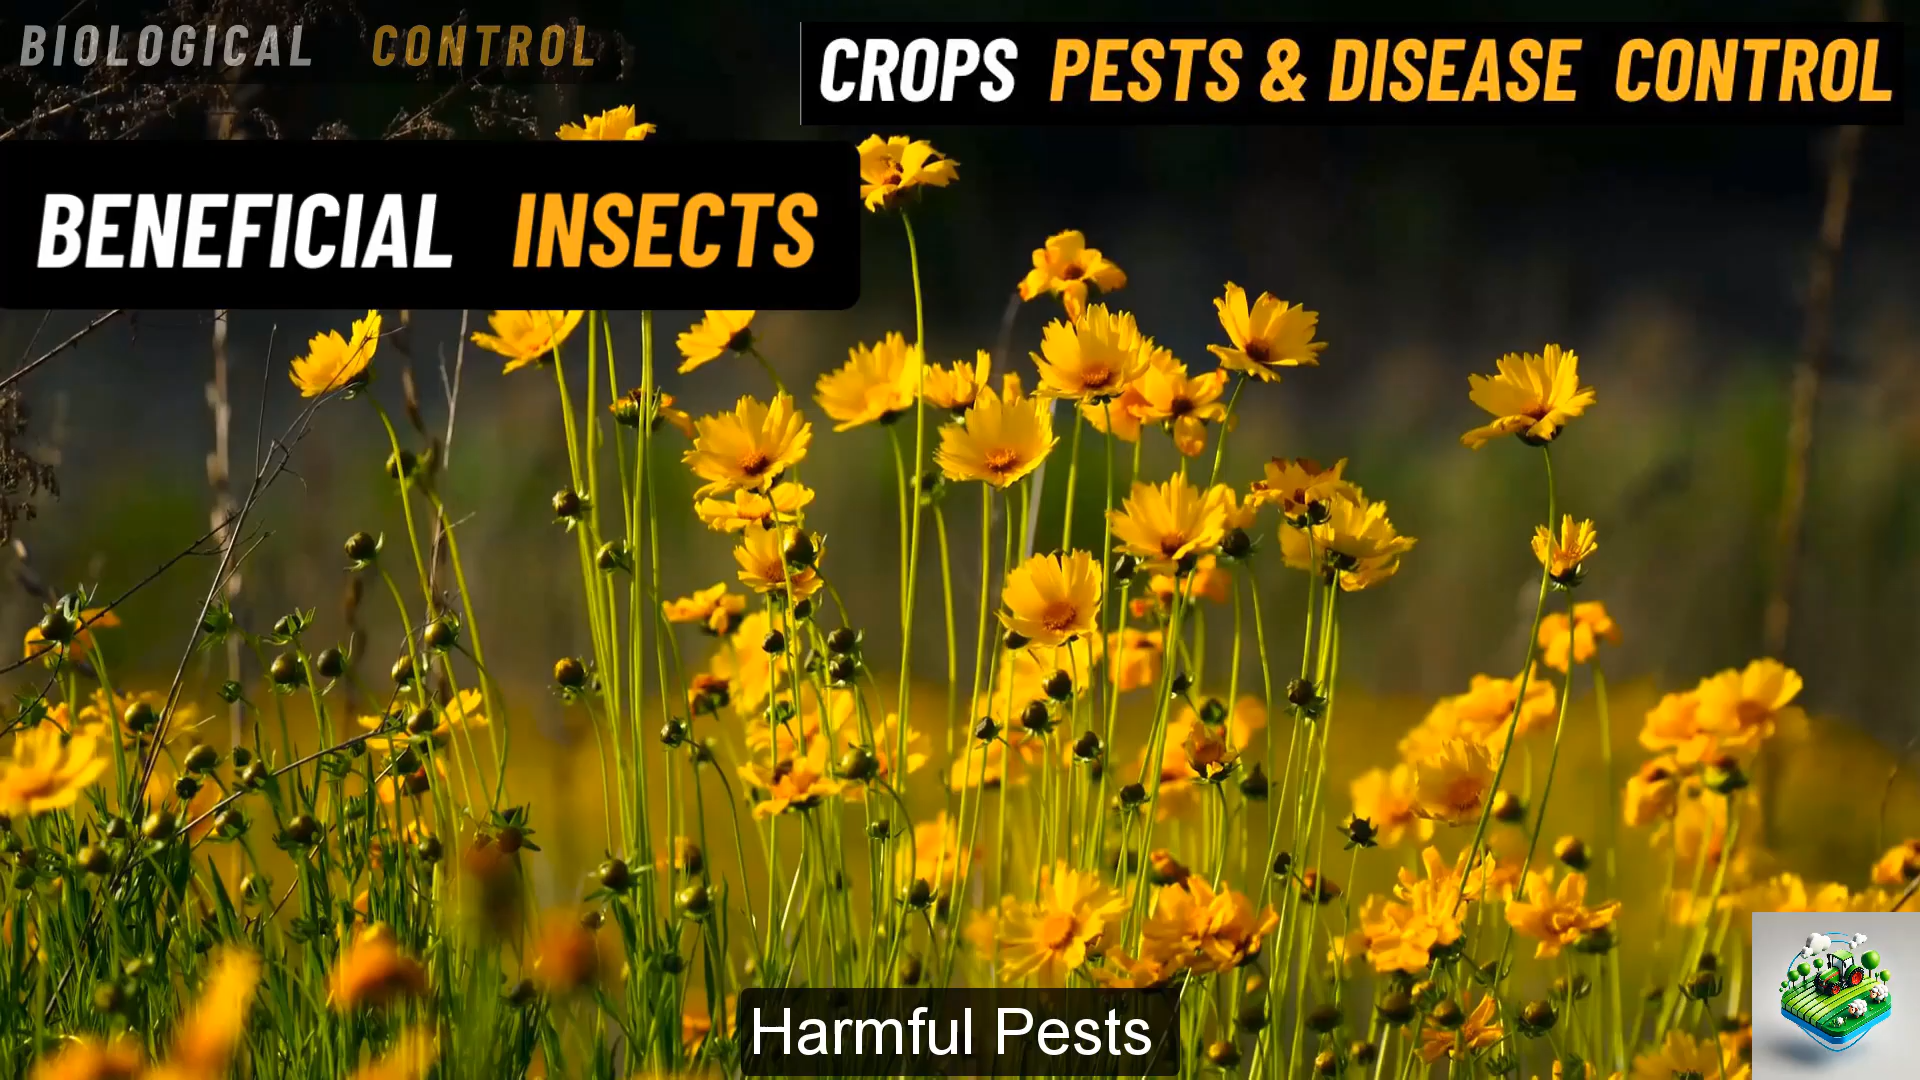 BIOLOGICAL CONTROL
CROPS PESTS & DISEASE CONTROL
BENEFICIAL INSECTS
Harmful Pests